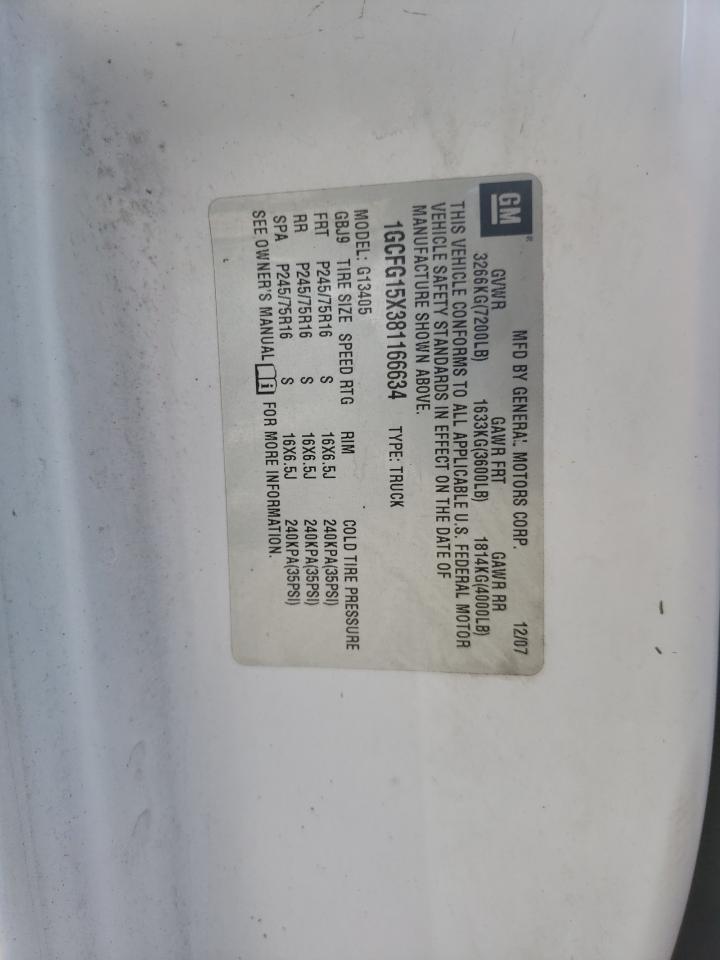 GM
MFD BY GENERAL MOTORS CORP. 12/07
GVWR GAWR FRT GAWR RR
3266KG(7200LB) 1633KG(3600LB) 1814KG(4000LB)
THIS VEHICLE CONFORMS TO ALL APPLICABLE U.S. FEDERAL MOTOR
VEHICLE SAFETY STANDARDS IN EFFECT ON THE DATE OF
MANUFACTURE SHOWN ABOVE.
1GCFG15X381166634 TYPE: TRUCK
MODEL: G13405
GBJ9 TIRE SIZE SPEED RTG RIM COLD TIRE PRESSURE
FRT P245/75R16 S 16X6.5J 240KPA(35PSI)
RR P245/75R16 S 16X6.5J 240KPA(35PSI)
SPA P245/75R16 S 16X6.5J 240KPA(35PSI)
SEE OWNER'S MANUAL i FOR MORE INFORMATION.